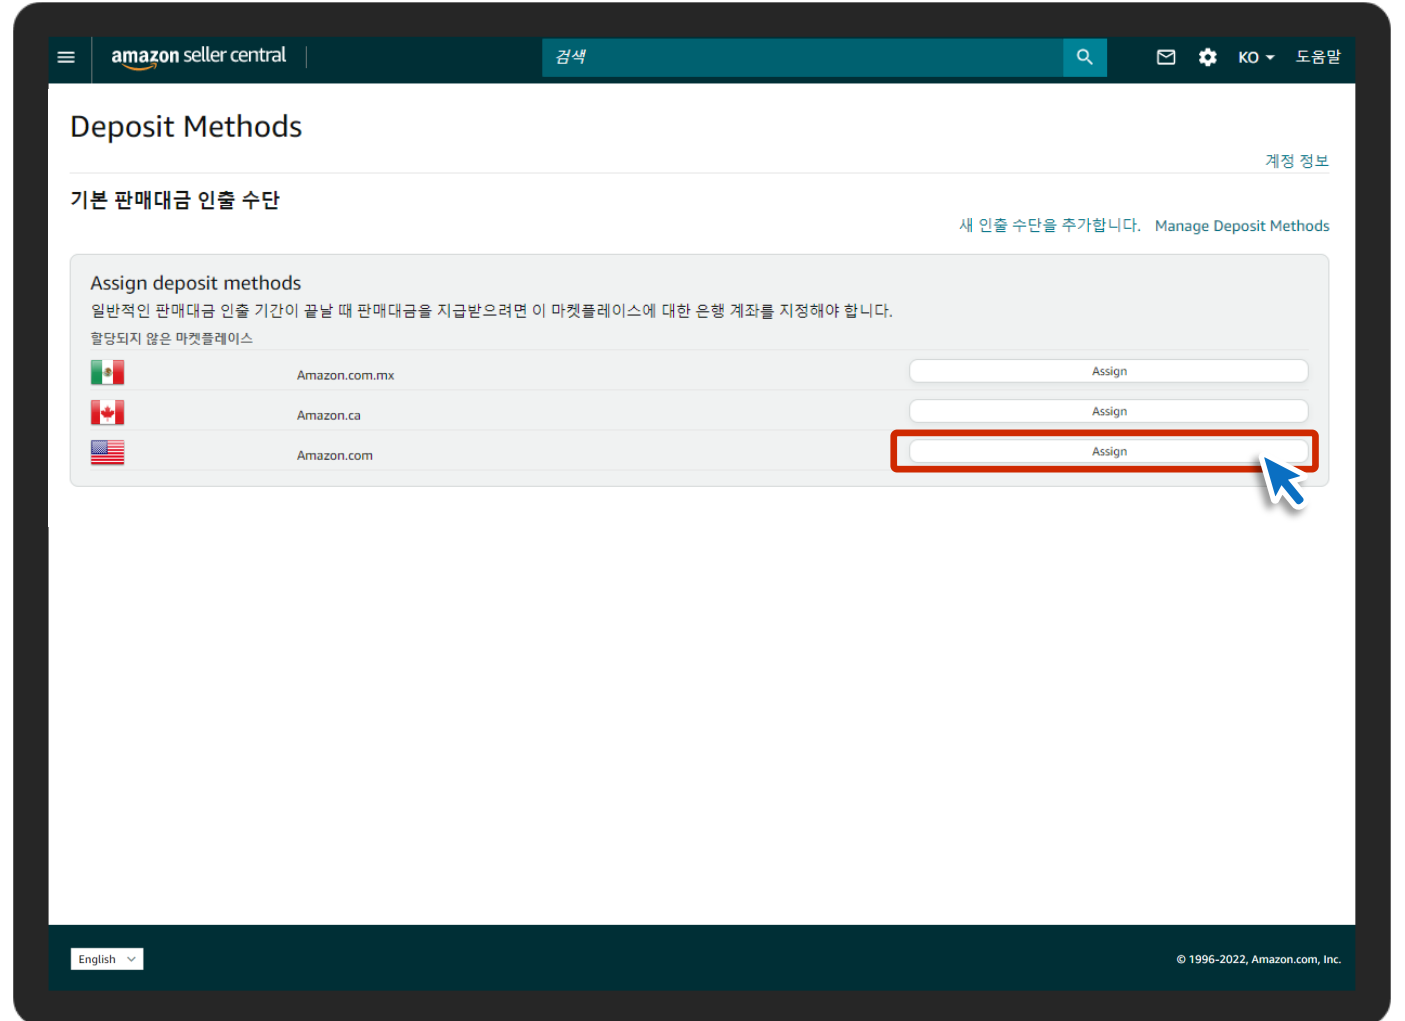 amazon seller central
검색
KO
도움말
Deposit Methods
계정 정보
기본 판매대금 인출 수단
새 인출 수단을 추가합니다. Manage Deposit Methods
Assign deposit methods
일반적인 판매대금 인출 기간이 끝날 때 판매대금을 지급받으려면 이 마켓플레이스에 대한 은행 계좌를 지정해야 합니다.
할당되지 않은 마켓플레이스
Amazon.com.mx Assign
Amazon.ca Assign
Amazon.com Assign
English
© 1996-2022, Amazon.com, Inc.